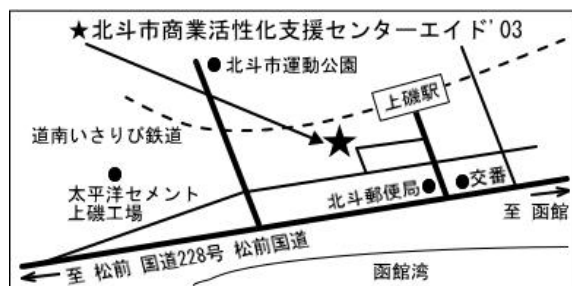 ★北斗市商業活性化支援センターエイド'03
北斗市運動公園
上磯駅
道南いさりび鉄道
太平洋セメント
上磯工場
北斗郵便局
交番
至 函館
至 松前 国道228号 松前国道
函館湾